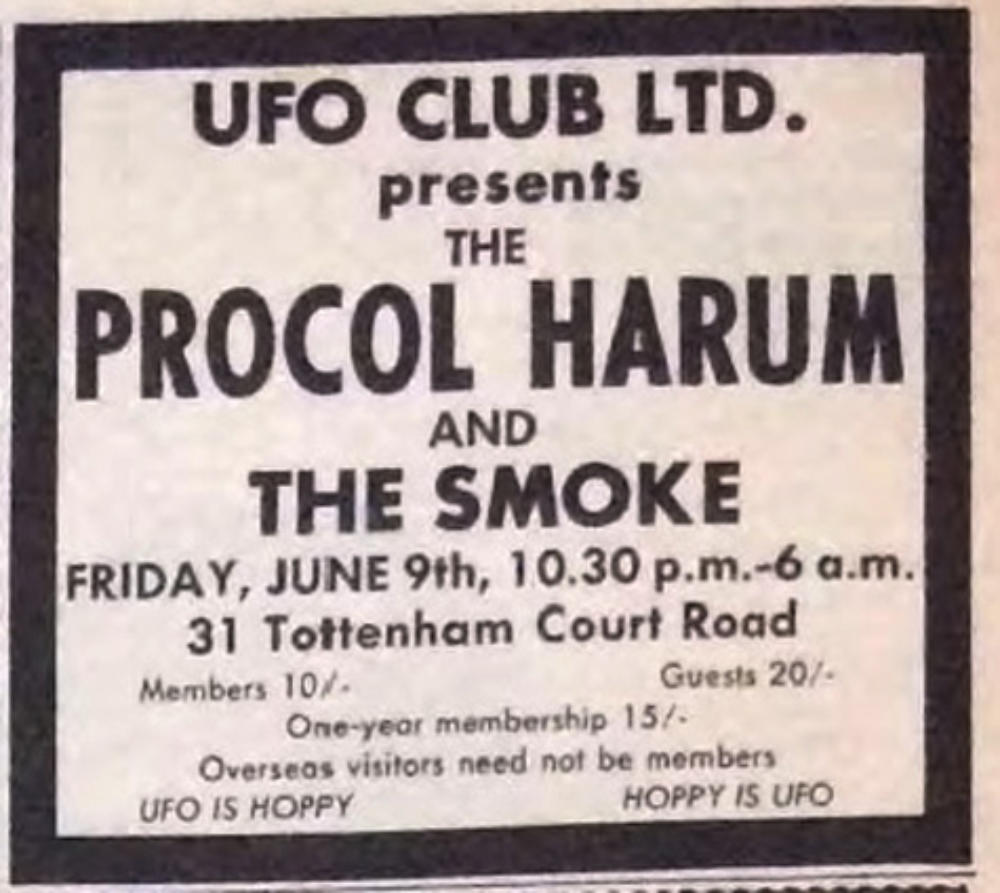 UFO CLUB LTD.
presents
THE
PROCOL HARUM
AND
THE SMOKE
FRIDAY, JUNE 9th, 10.30 p.m.-6 a.m.
31 Tottenham Court Road
Members 10/- Guests 20/-
One-year membership 15/-
Overseas visitors need not be members
UFO IS HOPPY HOPPY IS UFO